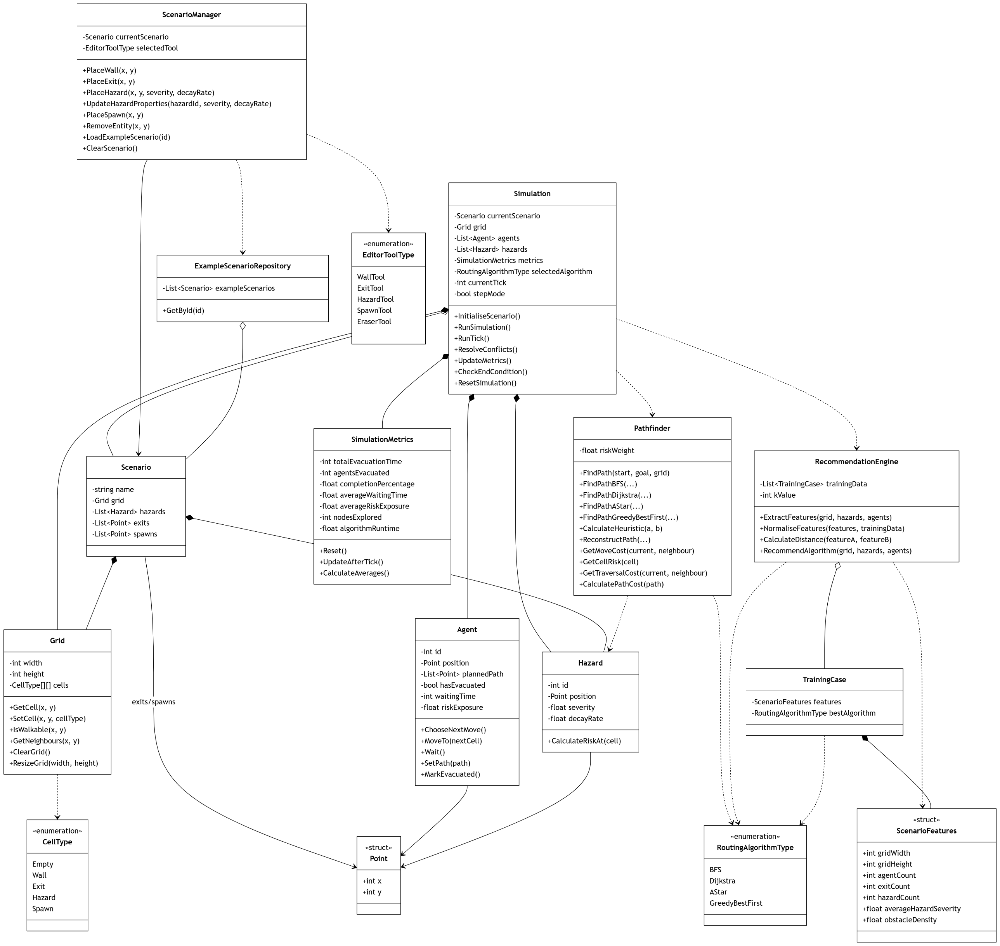 ScenarioManager
-Scenario currentScenario
-EditorToolType selectedTool
+PlaceWall(x, y)
+PlaceExit(x, y)
+PlaceHazard(x, y, severity, decayRate)
+UpdateHazardProperties(hazardId, severity, decayRate)
+PlaceSpawn(x, y)
+RemoveEntity(x, y)
+LoadExampleScenario(id)
+ClearScenario()
Simulation
-Scenario currentScenario
-Grid grid
-List<Agent> agents
-List<Hazard> hazards
-SimulationMetrics metrics
-RoutingAlgorithmType selectedAlgorithm
-int currentTick
-bool stepMode
+InitialiseScenario()
+RunSimulation()
+RunTick()
+ResolveConflicts()
+UpdateMetrics()
+CheckEndCondition()
+ResetSimulation()
«enumeration»
EditorToolType
WallTool
ExitTool
HazardTool
SpawnTool
EraserTool
ExampleScenarioRepository
-List<Scenario> exampleScenarios
+GetById(id)
Pathfinder
-float riskWeight
+FindPath(start, goal, grid)
+FindPathBFS(...)
+FindPathDijkstra(...)
+FindPathAStar(...)
+FindPathGreedyBestFirst(...)
+CalculateHeuristic(a, b)
+ReconstructPath(...)
+GetMoveCost(current, neighbour)
+GetCellRisk(cell)
+GetTraversalCost(current, neighbour)
+CalculatePathCost(path)
SimulationMetrics
-int totalEvacuationTime
-int agentsEvacuated
-float completionPercentage
-float averageWaitingTime
-float averageRiskExposure
-int nodesExplored
-float algorithmRuntime
+Reset()
+UpdateAfterTick()
+CalculateAverages()
RecommendationEngine
-List<TrainingCase> trainingData
-int kValue
+ExtractFeatures(grid, hazards, agents)
+NormaliseFeatures(features, trainingData)
+CalculateDistance(featureA, featureB)
+RecommendAlgorithm(grid, hazards, agents)
Scenario
-string name
-Grid grid
-List<Hazard> hazards
-List<Point> exits
-List<Point> spawns
Agent
-int id
-Point position
-List<Point> plannedPath
-bool hasEvacuated
-int waitingTime
-float riskExposure
+ChooseNextMove()
+MoveTo(nextCell)
+Wait()
+SetPath(path)
+MarkEvacuated()
Grid
-int width
-int height
-CellType[][] cells
+GetCell(x, y)
+SetCell(x, y, cellType)
+IsWalkable(x, y)
+GetNeighbours(x, y)
+ClearGrid()
+ResizeGrid(width, height)
exits/spawns
Hazard
-int id
-Point position
-float severity
-float decayRate
+CalculateRiskAt(cell)
TrainingCase
-ScenarioFeatures features
-RoutingAlgorithmType bestAlgorithm
«enumeration»
CellType
Empty
Wall
Exit
Hazard
Spawn
«struct»
Point
+int x
+int y
«enumeration»
RoutingAlgorithmType
BFS
Dijkstra
AStar
GreedyBestFirst
«struct»
ScenarioFeatures
+int gridWidth
+int gridHeight
+int agentCount
+int exitCount
+int hazardCount
+float averageHazardSeverity
+float obstacleDensity